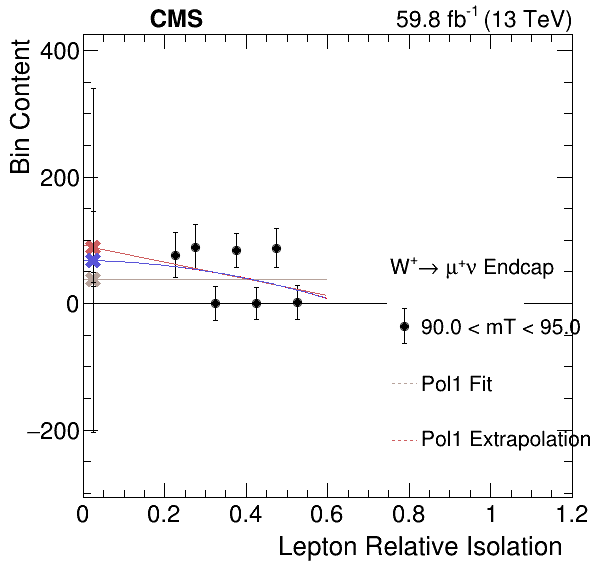 CMS
59.8 fb⁻¹ (13 TeV)
Bin Content
400
200
0
−200
W⁺→ μ⁺ν Endcap
90.0 < mT < 95.0
Pol1 Fit
Pol1 Extrapolation
0 0.2 0.4 0.6 0.8 1 1.2
Lepton Relative Isolation